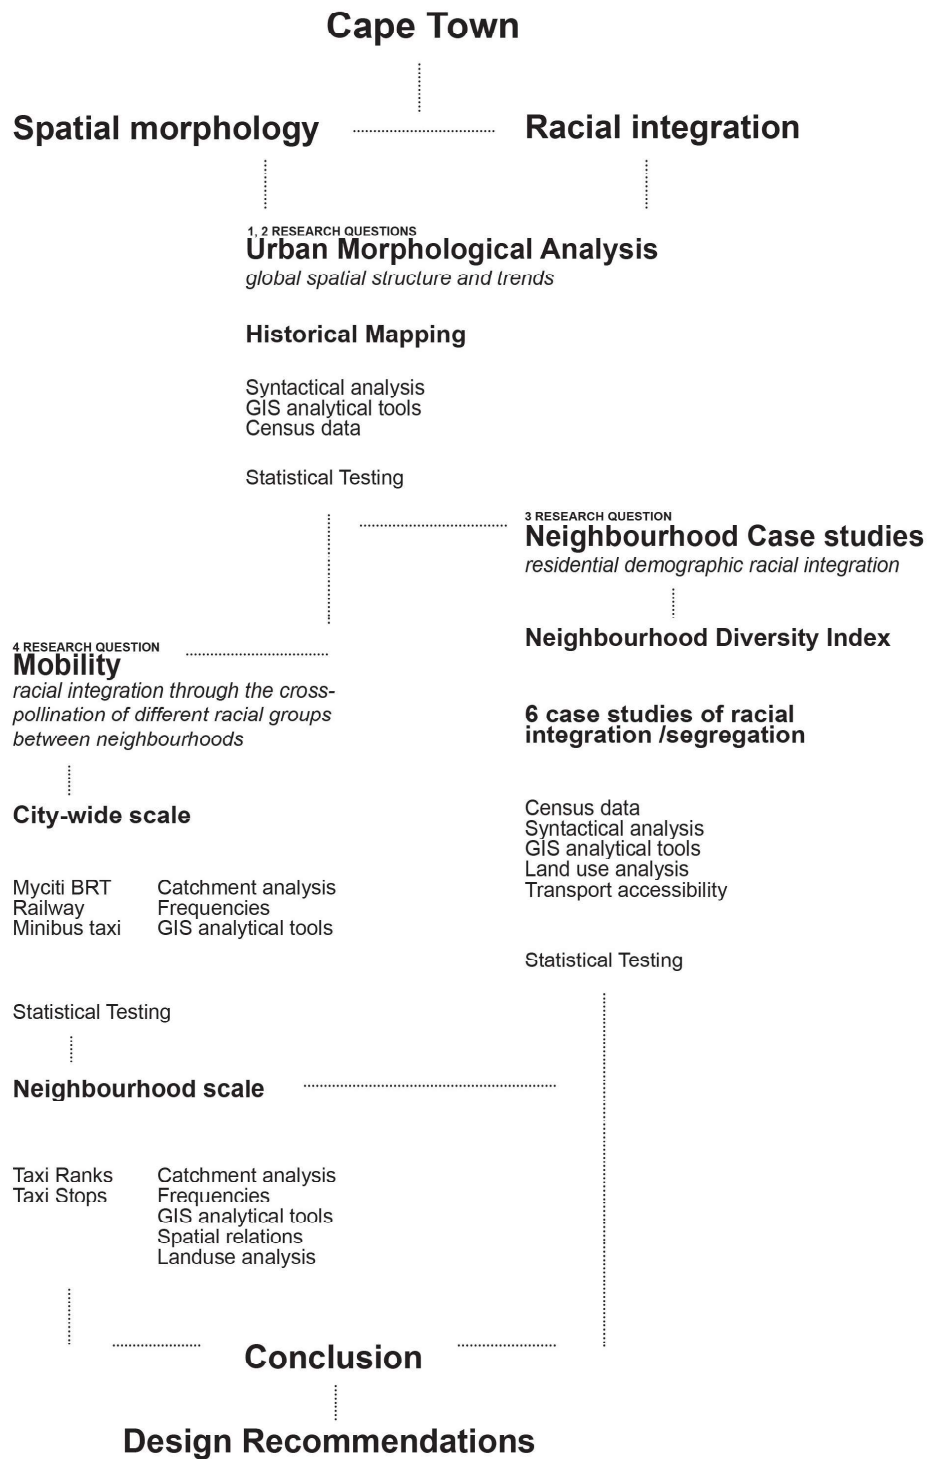 Cape Town
Spatial morphology
Racial integration
1, 2 RESEARCH QUESTIONS
Urban Morphological Analysis
global spatial structure and trends
Historical Mapping
Syntactical analysis
GIS analytical tools
Census data
Statistical Testing
3 RESEARCH QUESTION
Neighbourhood Case studies
residential demographic racial integration
Neighbourhood Diversity Index
6 case studies of racial
integration /segregation
Census data
Syntactical analysis
GIS analytical tools
Land use analysis
Transport accessibility
Statistical Testing
4 RESEARCH QUESTION
Mobility
racial integration through the cross-
pollination of different racial groups
between neighbourhoods
City-wide scale
Myciti BRT
Railway
Minibus taxi
Catchment analysis
Frequencies
GIS analytical tools
Statistical Testing
Neighbourhood scale
Taxi Ranks
Taxi Stops
Catchment analysis
Frequencies
GIS analytical tools
Spatial relations
Landuse analysis
Conclusion
Design Recommendations